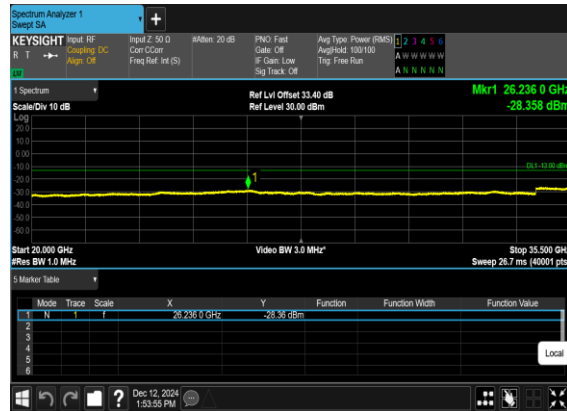 Spectrum Analyzer 1
Swept SA
+
KEYSIGHT Input: RF Input Z: 50 Ω #Atten: 20 dB PNO: Fast Avg Type: Power (RMS) 1 2 3 4 5 6
R T Coupling: DC Corr CCorr Gate: Off Avg|Hold: 100/100 A W W W W W
Align: Off Freq Ref: Int (S) IF Gain: Low Trig: Free Run
Sig Track: Off A N N N N N
1 Spectrum Ref Lvl Offset 33.40 dB Mkr1 26.236 0 GHz
Scale/Div 10 dB Ref Level 30.00 dBm -28.358 dBm
Log
20.0
10.0
0.00
-10.0 DL1 -13.00 dBm
-20.0 1
-30.0
-40.0
-50.0
-60.0
Start 20.000 GHz Video BW 3.0 MHz* Stop 35.500 GHz
#Res BW 1.0 MHz Sweep 26.7 ms (40001 pts)
5 Marker Table
Mode Trace Scale X Y Function Function Width Function Value
1 N 1 f 26.236 0 GHz -28.36 dBm
2
3
4
5
6
Local
? Dec 12, 2024
1:53:55 PM